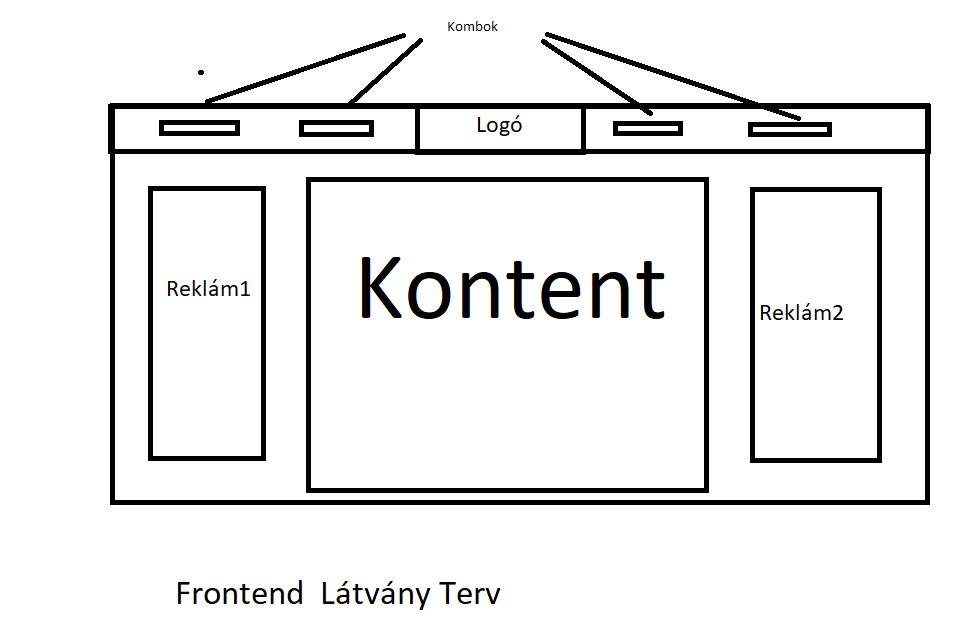 Kombok
Logó
Reklám1
Kontent
Reklám2
Frontend Látvány Terv